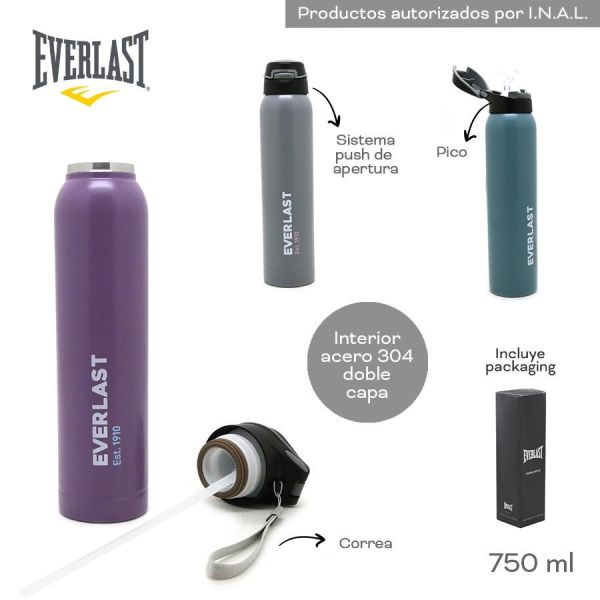 Productos autorizados por I.N.A.L.
EVERLAST
Sistema
push de
apertura
Pico
EVERLAST
Est. 1910
EVERLAST
EVERLAST
Est. 1910
Interior
acero 304
doble
capa
Incluye
packaging
EVERLAST
Correa
750 ml